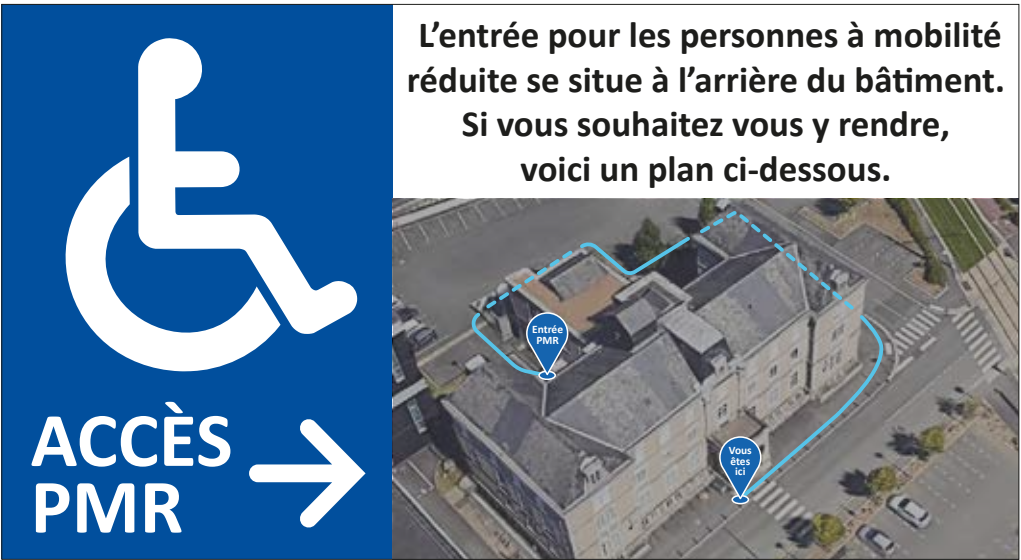 ACCÈS
PMR
L’entrée pour les personnes à mobilité
réduite se situe à l’arrière du bâtiment.
Si vous souhaitez vous y rendre,
voici un plan ci-dessous.
Entrée
PMR
Vous
êtes
ici